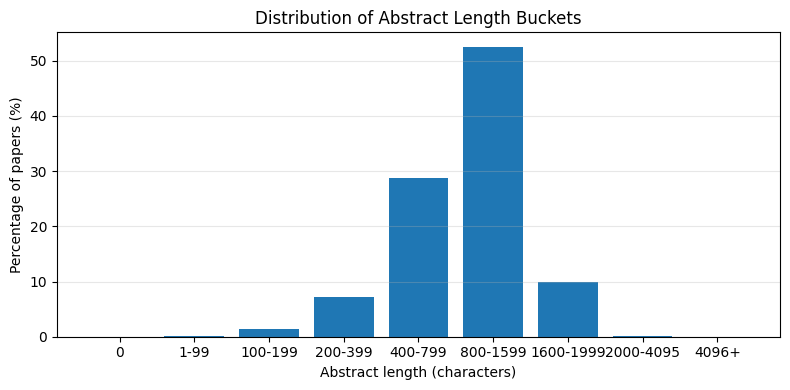 Distribution of Abstract Length Buckets
Percentage of papers (%)
50
40
30
20
10
0
0 1-99 100-199 200-399 400-799 800-1599 1600-1999 2000-4095 4096+
Abstract length (characters)